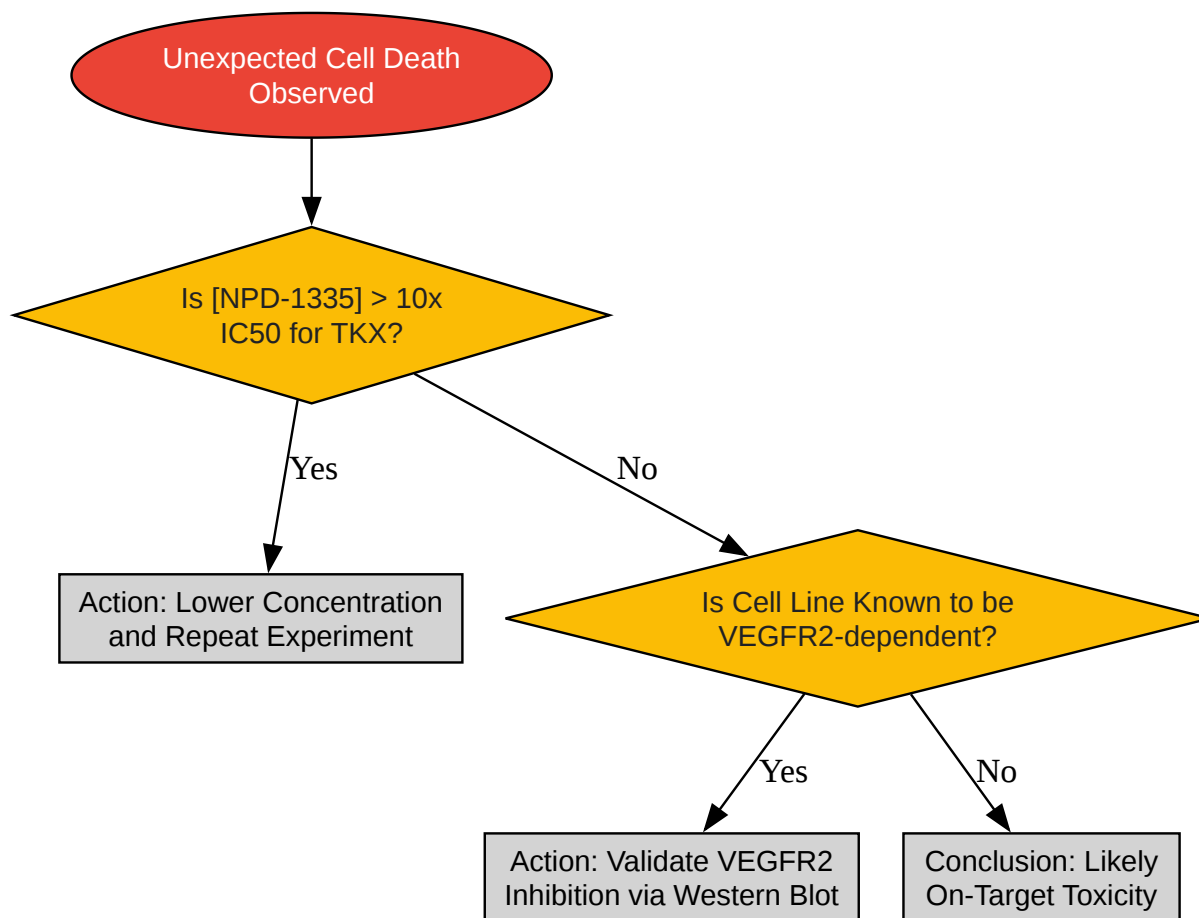 Unexpected Cell Death
Observed
Is [NPD-1335] > 10x
IC50 for TKX?
Yes
No
Action: Lower Concentration
and Repeat Experiment
Is Cell Line Known to be
VEGFR2-dependent?
Yes
No
Action: Validate VEGFR2
Inhibition via Western Blot
Conclusion: Likely
On-Target Toxicity